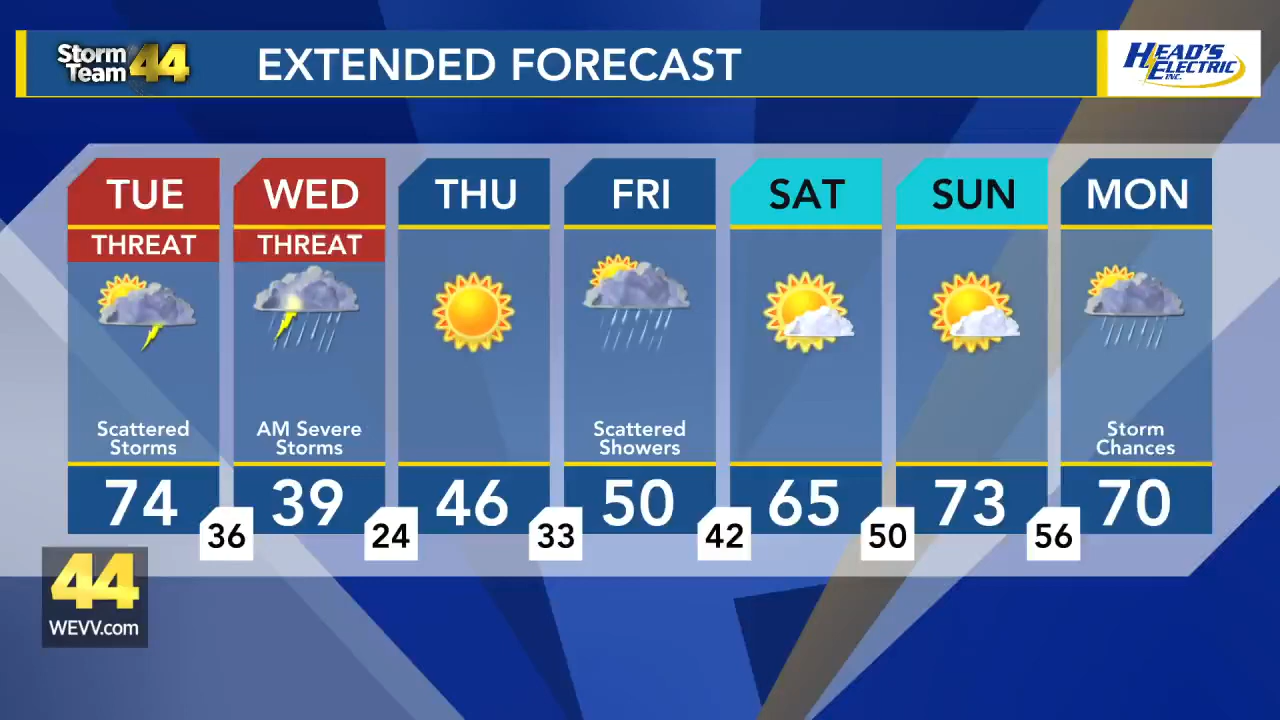 Storm
Team 44
EXTENDED FORECAST
HEAD'S
ELECTRIC
INC.
TUE
WED
THU
FRI
SAT
SUN
MON
THREAT
THREAT
Scattered
Storms
AM Severe
Storms
Scattered
Showers
Storm
Chances
74
39
46
50
65
73
70
36
24
33
42
50
56
44
WEVV.com